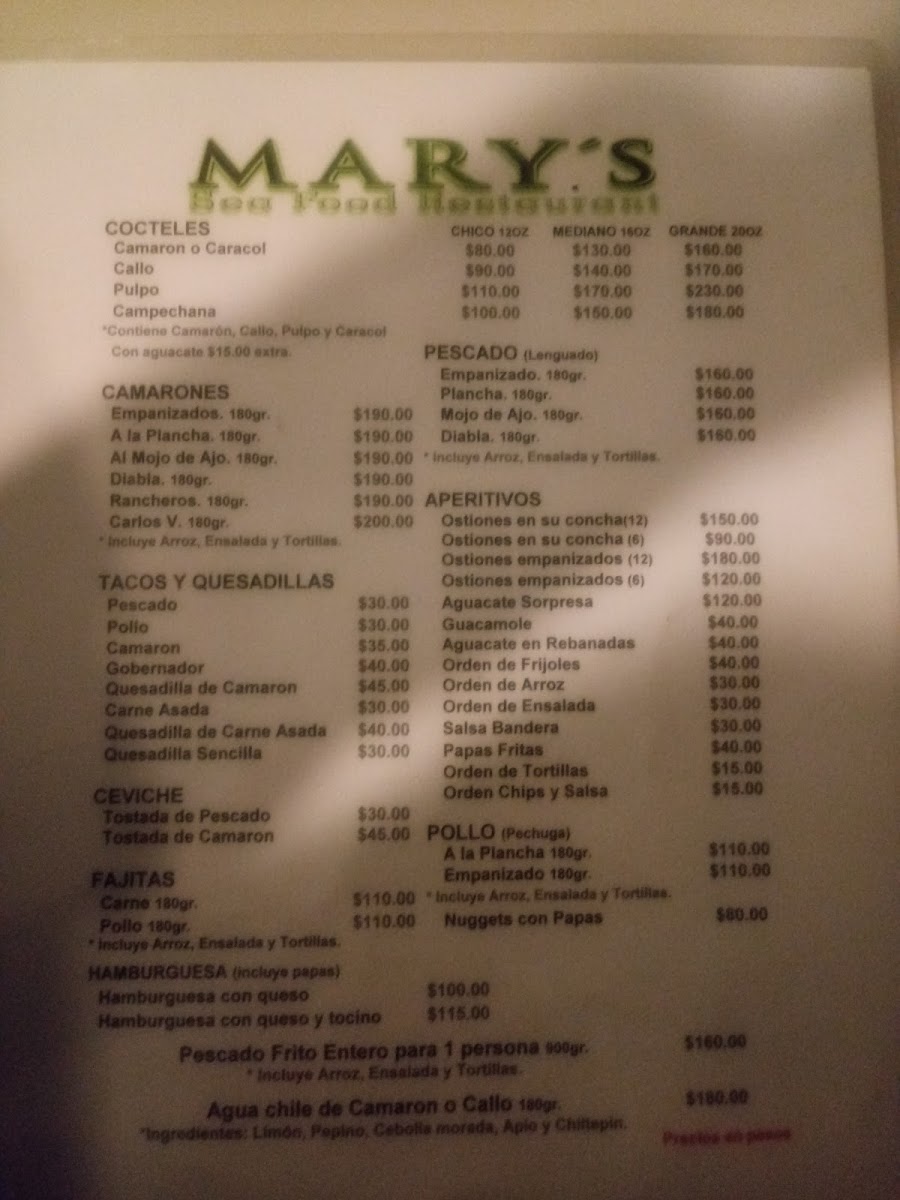 MARY'S
Sea Food Restaurant
COCTELES CHICO 12OZ MEDIANO 16OZ GRANDE 20OZ
Camaron o Caracol $80.00 $130.00 $160.00
Callo $90.00 $140.00 $170.00
Pulpo $110.00 $170.00 $230.00
Campechana $100.00 $150.00 $180.00
*Contiene Camarón, Callo, Pulpo y Caracol
Con aguacate $15.00 extra.
CAMARONES
Empanizados. 180gr. $190.00
A la Plancha. 180gr. $190.00
Al Mojo de Ajo. 180gr. $190.00
Diabla. 180gr. $190.00
Rancheros. 180gr. $190.00
Carlos V. 180gr. $200.00
* Incluye Arroz, Ensalada y Tortillas.
TACOS Y QUESADILLAS
Pescado $30.00
Pollo $30.00
Camaron $35.00
Gobernador $40.00
Quesadilla de Camaron $45.00
Carne Asada $30.00
Quesadilla de Carne Asada $40.00
Quesadilla Sencilla $30.00
CEVICHE
Tostada de Pescado $30.00
Tostada de Camaron $45.00
FAJITAS
Carne 180gr. $110.00
Pollo 180gr. $110.00
* Incluye Arroz, Ensalada y Tortillas.
PESCADO (Lenguado)
Empanizado. 180gr. $160.00
Plancha. 180gr. $160.00
Mojo de Ajo. 180gr. $160.00
Diabla. 180gr. $160.00
* Incluye Arroz, Ensalada y Tortillas.
APERITIVOS
Ostiones en su concha(12) $150.00
Ostiones en su concha (6) $90.00
Ostiones empanizados (12) $180.00
Ostiones empanizados (6) $120.00
Aguacate Sorpresa $120.00
Guacamole $40.00
Aguacate en Rebanadas $40.00
Orden de Frijoles $40.00
Orden de Arroz $30.00
Orden de Ensalada $30.00
Salsa Bandera $30.00
Papas Fritas $40.00
Orden de Tortillas $15.00
Orden Chips y Salsa $15.00
POLLO (Pechuga)
A la Plancha 180gr. $110.00
Empanizado 180gr. $110.00
* Incluye Arroz, Ensalada y Tortillas.
Nuggets con Papas $80.00
HAMBURGUESA (incluye papas)
Hamburguesa con queso $100.00
Hamburguesa con queso y tocino $115.00
Pescado Frito Entero para 1 persona 900gr. $160.00
* Incluye Arroz, Ensalada y Tortillas.
Agua chile de Camaron o Callo 180gr. $180.00
*Ingredientes: Limón, Pepino, Cebolla morada, Apio y Chiltepin.
Precios en pesos